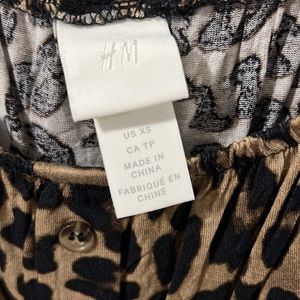 H&M
US XS
CA TP
MADE IN
CHINA
FABRIQUÉ EN
CHINE